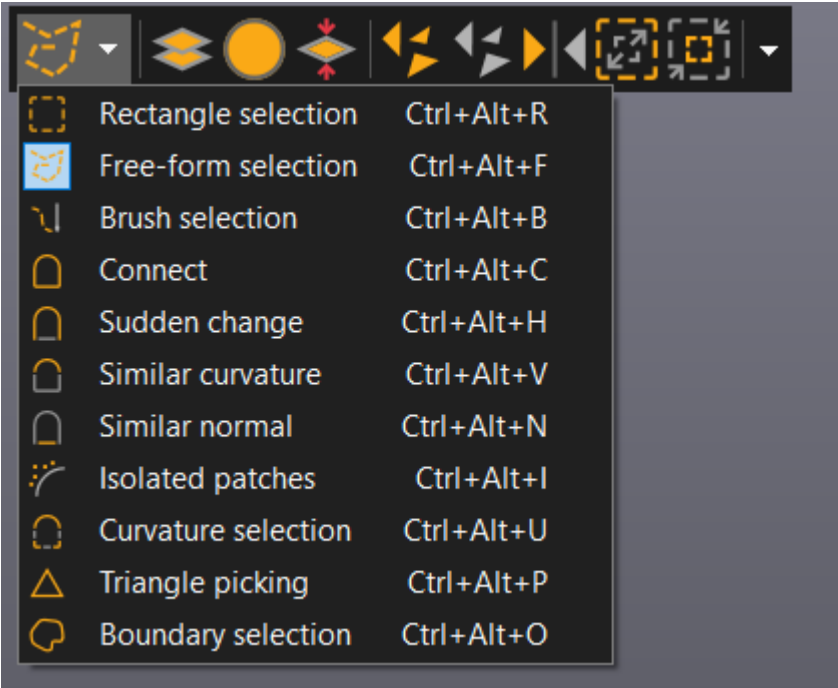 Rectangle selection Ctrl+Alt+R
Free-form selection Ctrl+Alt+F
Brush selection Ctrl+Alt+B
Connect Ctrl+Alt+C
Sudden change Ctrl+Alt+H
Similar curvature Ctrl+Alt+V
Similar normal Ctrl+Alt+N
Isolated patches Ctrl+Alt+I
Curvature selection Ctrl+Alt+U
Triangle picking Ctrl+Alt+P
Boundary selection Ctrl+Alt+O